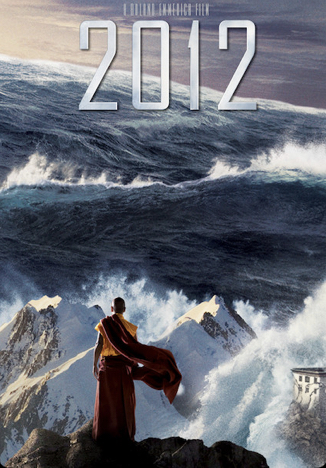 A ROLAND EMMERICH FILM
2012